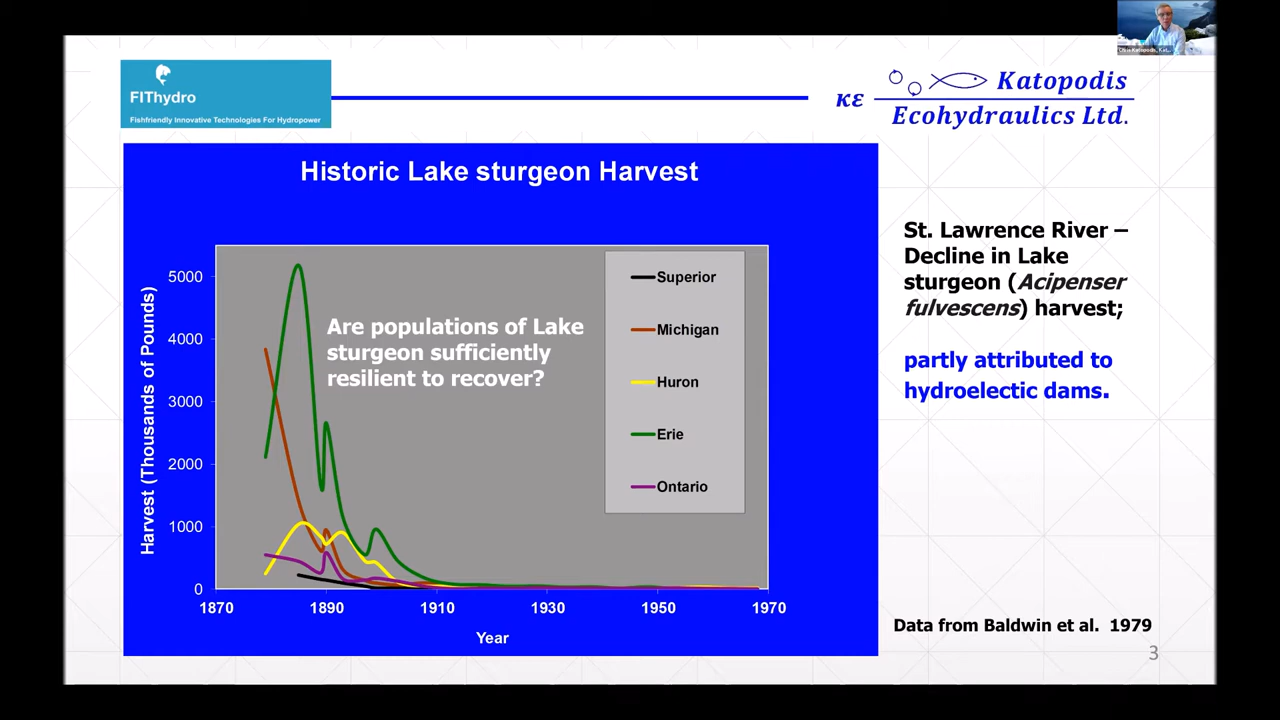 FIThydro
Fishfriendly Innovative Technologies For Hydropower
κε
Katopodis
Ecohydraulics Ltd.
Historic Lake sturgeon Harvest
Harvest (Thousands of Pounds)
5000
4000
3000
2000
1000
0
Are populations of Lake
sturgeon sufficiently
resilient to recover?
Superior
Michigan
Huron
Erie
Ontario
1870
1890
1910
1930
1950
1970
Year
St. Lawrence River –
Decline in Lake
sturgeon (Acipenser
fulvescens) harvest;
partly attributed to
hydroelectic dams.
Data from Baldwin et al. 1979
3